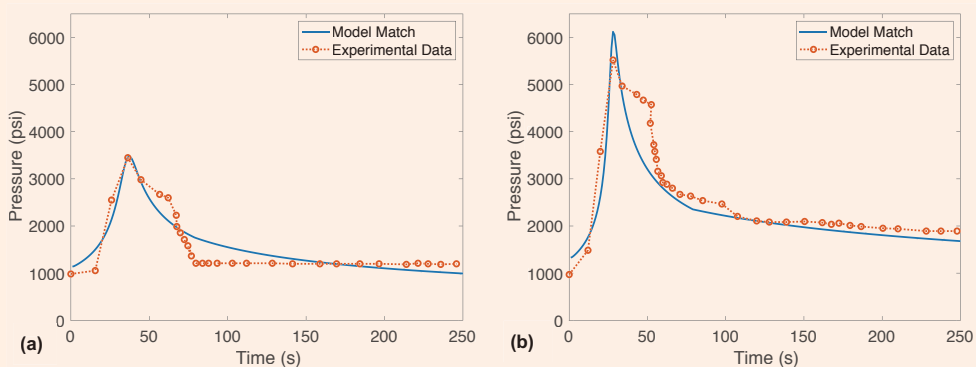 6000
5000
4000
3000
2000
1000
0
Pressure (psi)
Model Match
Experimental Data
0 50 100 150 200 250
Time (s)
(a)
6000
5000
4000
3000
2000
1000
0
Pressure (psi)
Model Match
Experimental Data
0 50 100 150 200 250
Time (s)
(b)